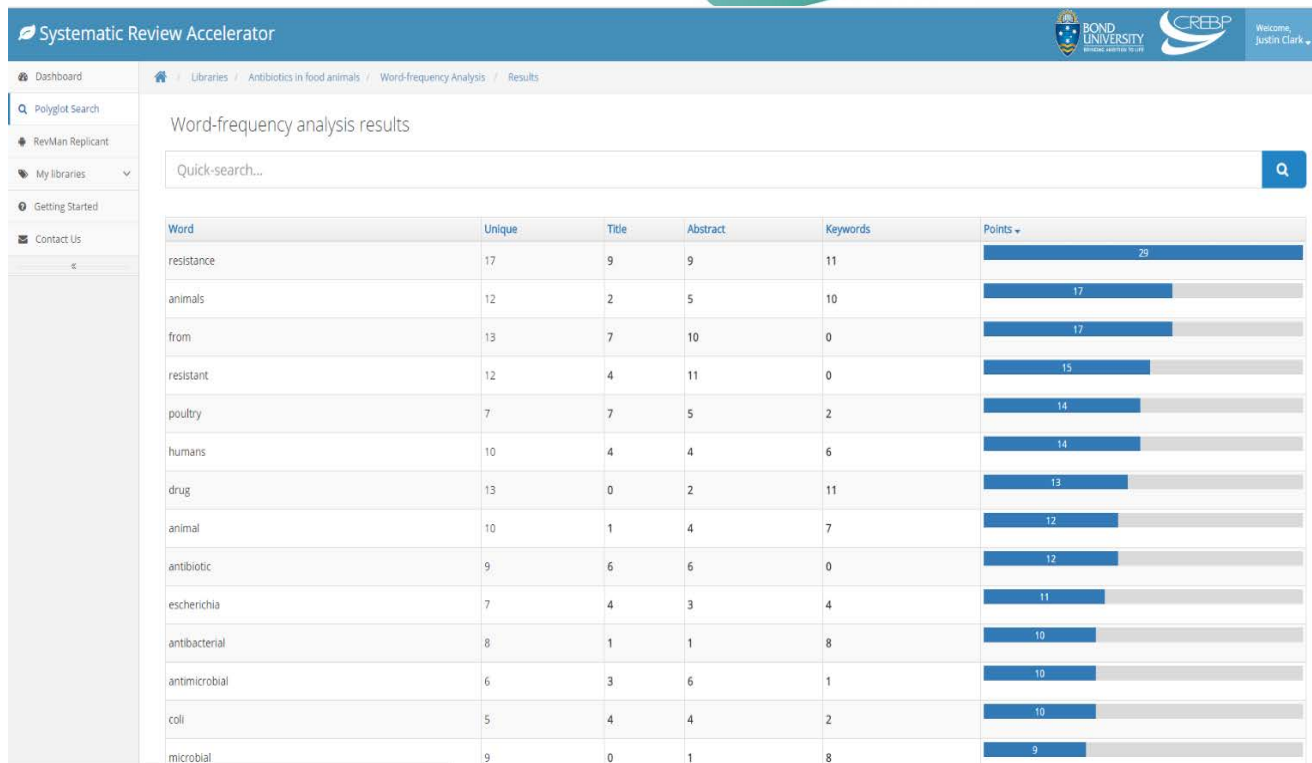 Systematic Review Accelerator
BOND
UNIVERSITY
CREBP
Welcome,
Justin Clark
Dashboard
Polyglot Search
RevMan Replicant
My libraries
Getting Started
Contact Us
«
/ Libraries / Antibiotics in food animals / Word-frequency Analysis / Results
Word-frequency analysis results
Quick-search...
Word Unique Title Abstract Keywords Points
resistance 17 9 9 11 29
animals 12 2 5 10 17
from 13 7 10 0 17
resistant 12 4 11 0 15
poultry 7 7 5 2 14
humans 10 4 4 6 14
drug 13 0 2 11 13
animal 10 1 4 7 12
antibiotic 9 6 6 0 12
escherichia 7 4 3 4 11
antibacterial 8 1 1 8 10
antimicrobial 6 3 6 1 10
coli 5 4 4 2 10
microbial 9 0 1 8 9